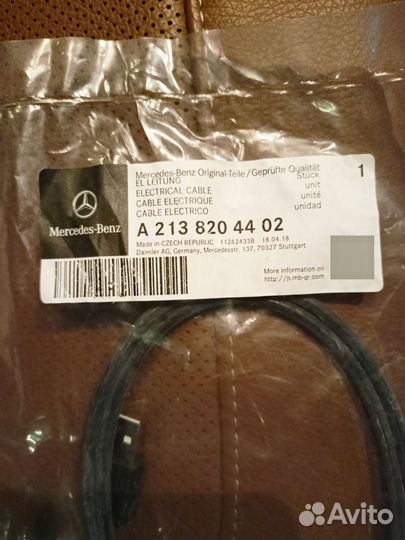 Mercedes-Benz Original-Teile/Geprüfte Qualität
EL LEITUNG
Stück
1
ELECTRICAL CABLE
unit
CABLE ELECTRIQUE
unité
CABLE ELECTRICO
unidad
Mercedes-Benz
A 213 820 44 02
Made in CZECH REPUBLIC 11262433B 18.04.18
Daimler AG, Germany, Mercedesstr. 137, 70327 Stuttgart
More information on
http://p.mb-qr.com/
Avito